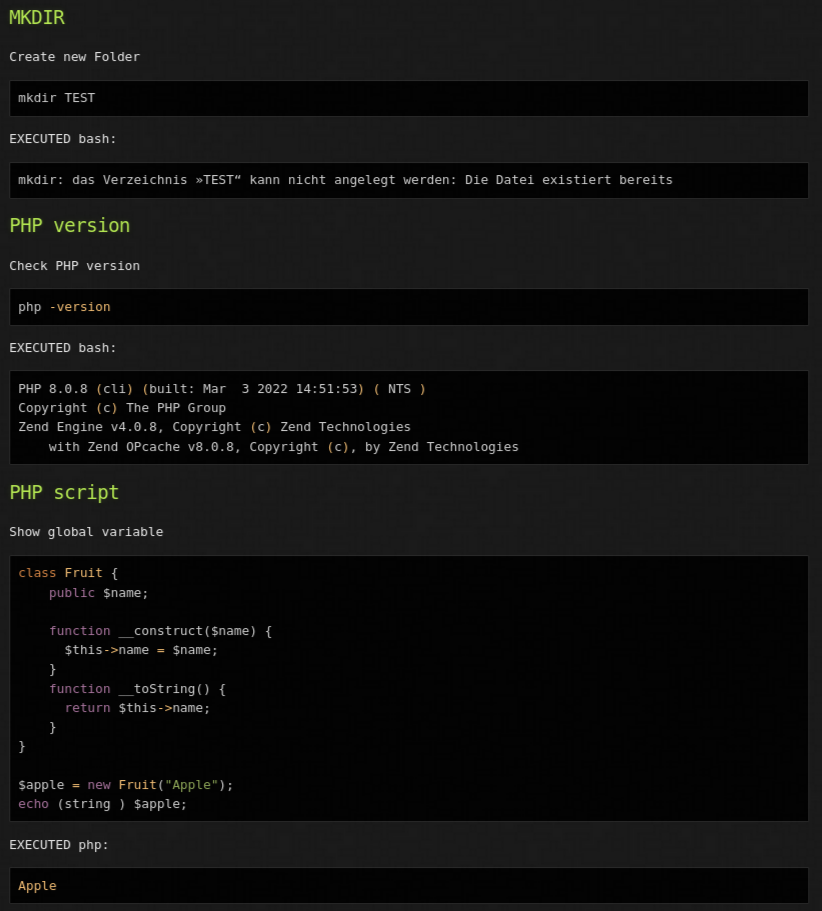 MKDIR
Create new Folder
mkdir TEST
EXECUTED bash:
mkdir: das Verzeichnis »TEST“ kann nicht angelegt werden: Die Datei existiert bereits
PHP version
Check PHP version
php -version
EXECUTED bash:
PHP 8.0.8 (cli) (built: Mar  3 2022 14:51:53) ( NTS )
Copyright (c) The PHP Group
Zend Engine v4.0.8, Copyright (c) Zend Technologies
    with Zend OPcache v8.0.8, Copyright (c), by Zend Technologies
PHP script
Show global variable
class Fruit {
    public $name;
    function __construct($name) {
      $this->name = $name;
    }
    function __toString() {
      return $this->name;
    }
}
$apple = new Fruit("Apple");
echo (string ) $apple;
EXECUTED php:
Apple